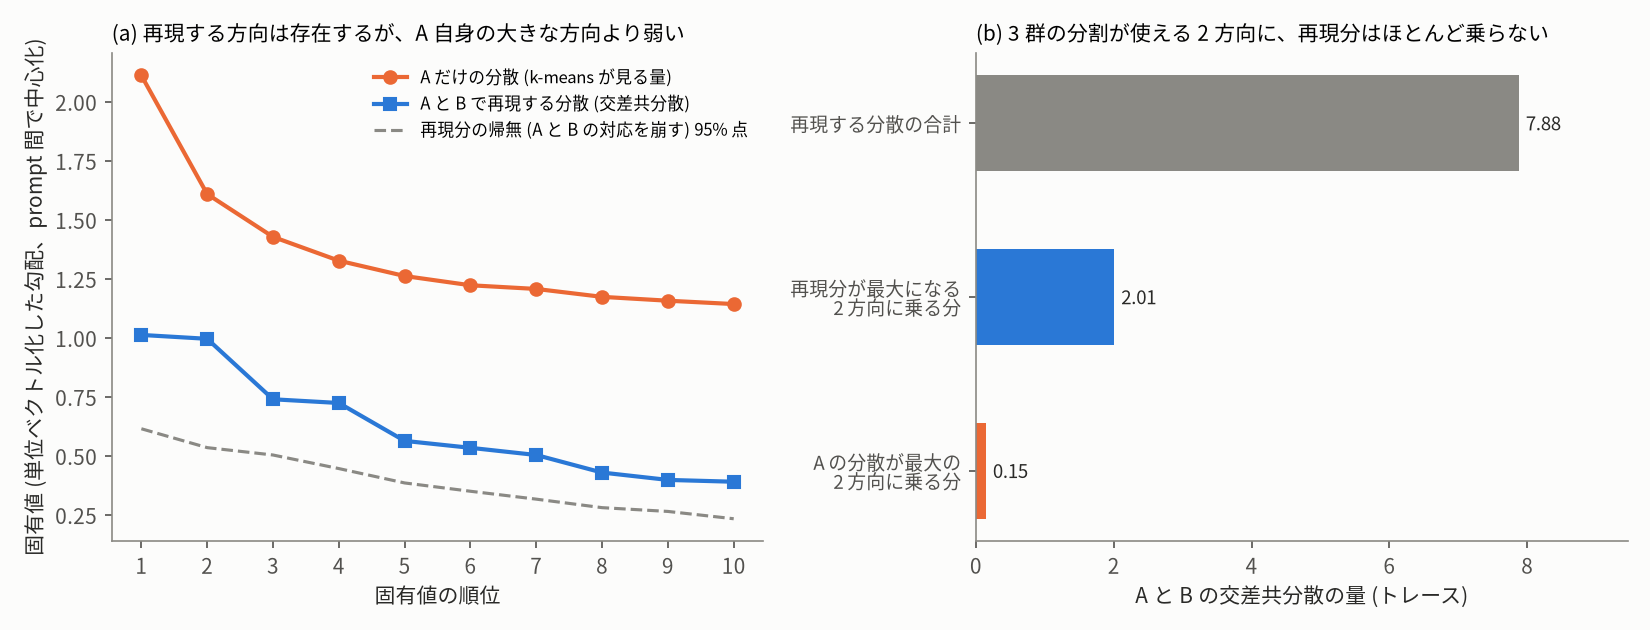 (a) 再現する方向は存在するが、A 自身の大きな方向より弱い
固有値 (単位ベクトル化した勾配、prompt 間で中心化)
2.00
1.75
1.50
1.25
1.00
0.75
0.50
0.25
A だけの分散 (k-means が見る量)
A と B で再現する分散 (交差共分散)
再現分の帰無 (A と B の対応を崩す) 95% 点
1 2 3 4 5 6 7 8 9 10
固有値の順位
(b) 3 群の分割が使える 2 方向に、再現分はほとんど乗らない
再現する分散の合計
7.88
再現分が最大になる
2 方向に乗る分
2.01
A の分散が最大の
2 方向に乗る分
0.15
0 2 4 6 8
A と B の交差共分散の量 (トレース)